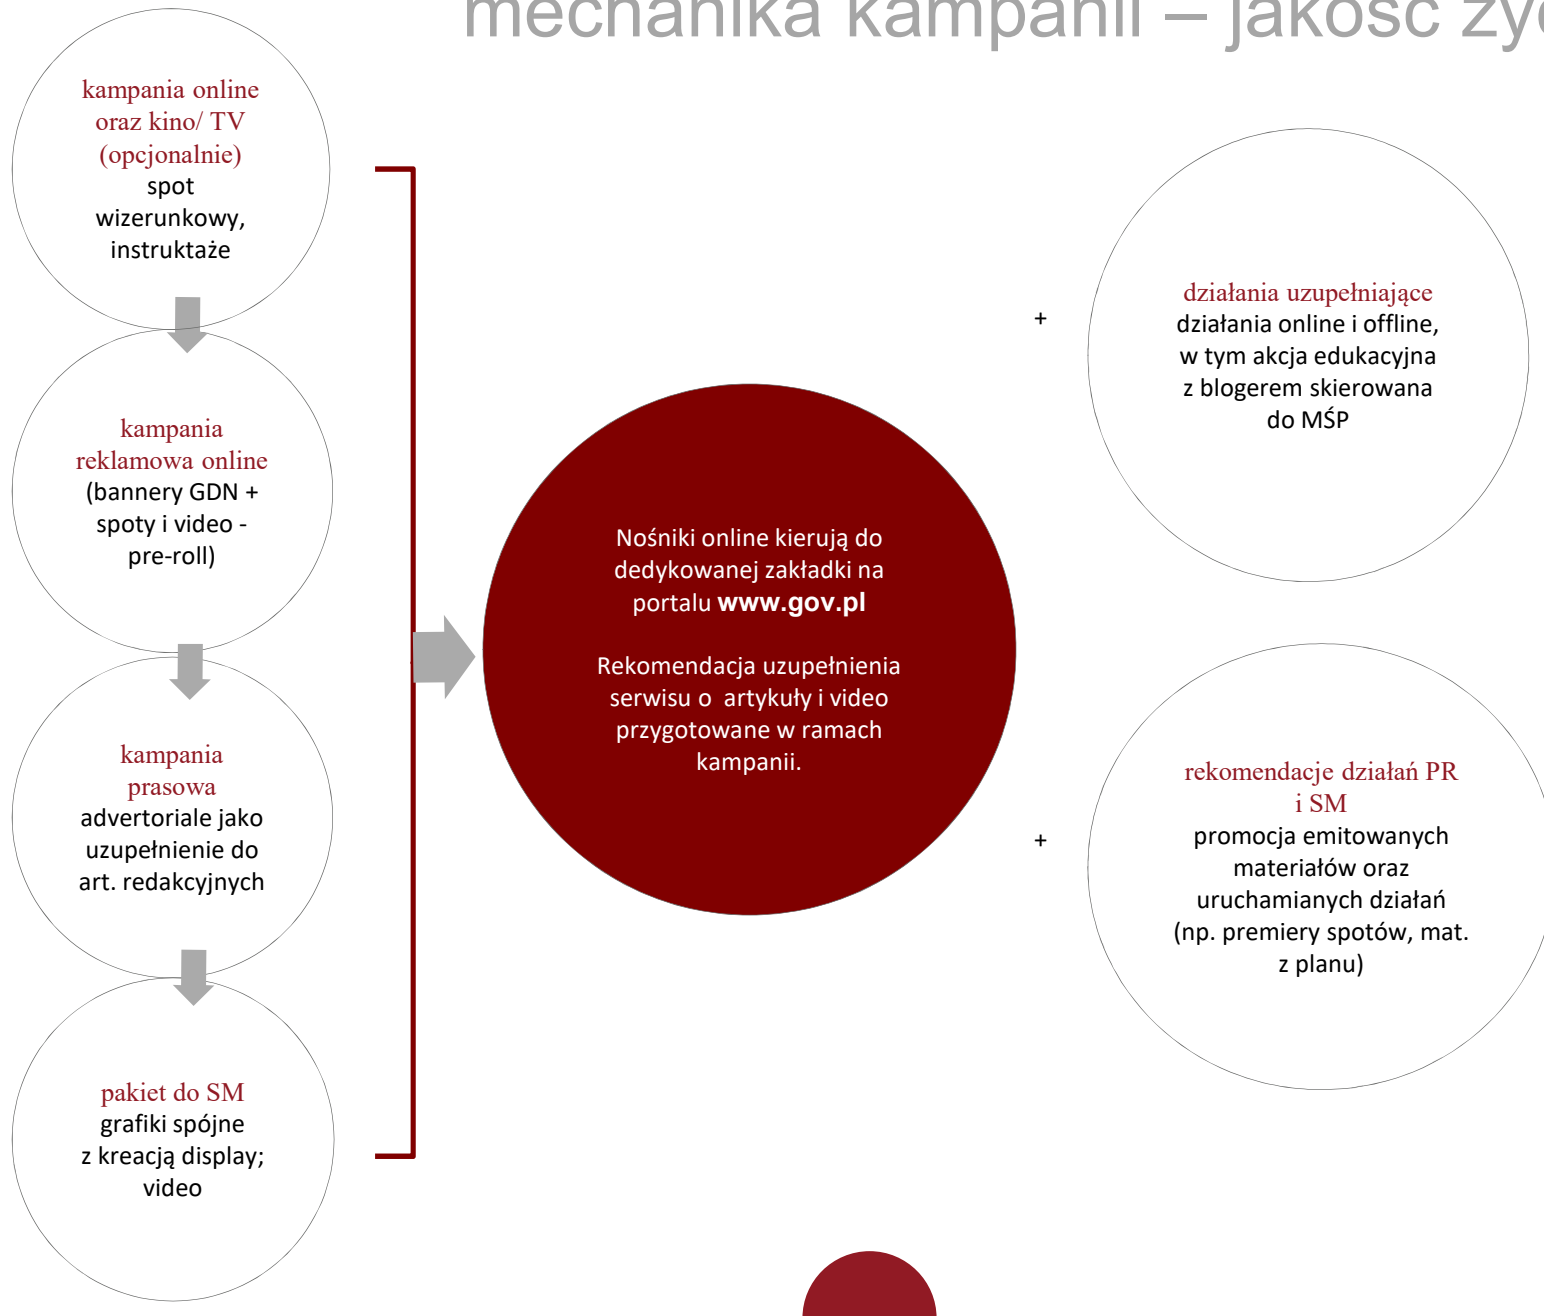 mechanika kampanii – jakość
kampania online
oraz kino/ TV
(opcjonalnie)
spot
wizerunkowy,
instruktaże
kampania
reklamowa online
(bannery GDN +
spoty i video -
pre-roll)
kampania
prasowa
advertoriale jako
uzupełnienie do
art. redakcyjnych
pakiet do SM
grafiki spójne
z kreacją display;
video
Nośniki online kierują do
dedykowanej zakładki na
portalu www.gov.pl
Rekomendacja uzupełnienia
serwisu o artykuły i video
przygotowane w ramach
kampanii.
+
działania uzupełniające
działania online i offline,
w tym akcja edukacyjna
z blogerem skierowana
do MŚP
+
rekomendacje działań PR
i SM
promocja emitowanych
materiałów oraz
uruchamianych działań
(np. premiery spotów, mat.
z planu)